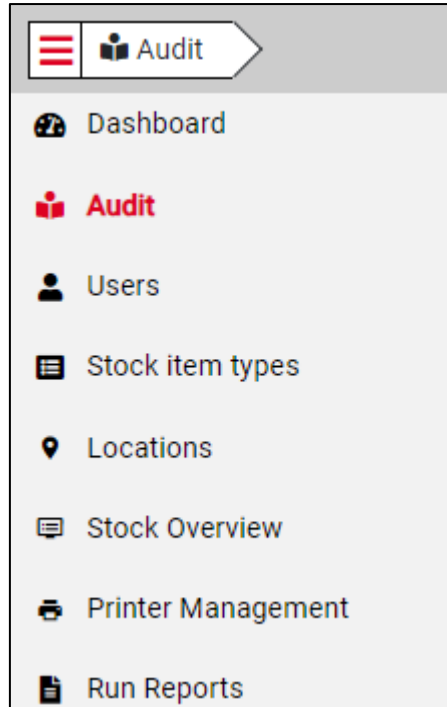 Audit
Dashboard
Audit
Users
Stock item types
Locations
Stock Overview
Printer Management
Run Reports